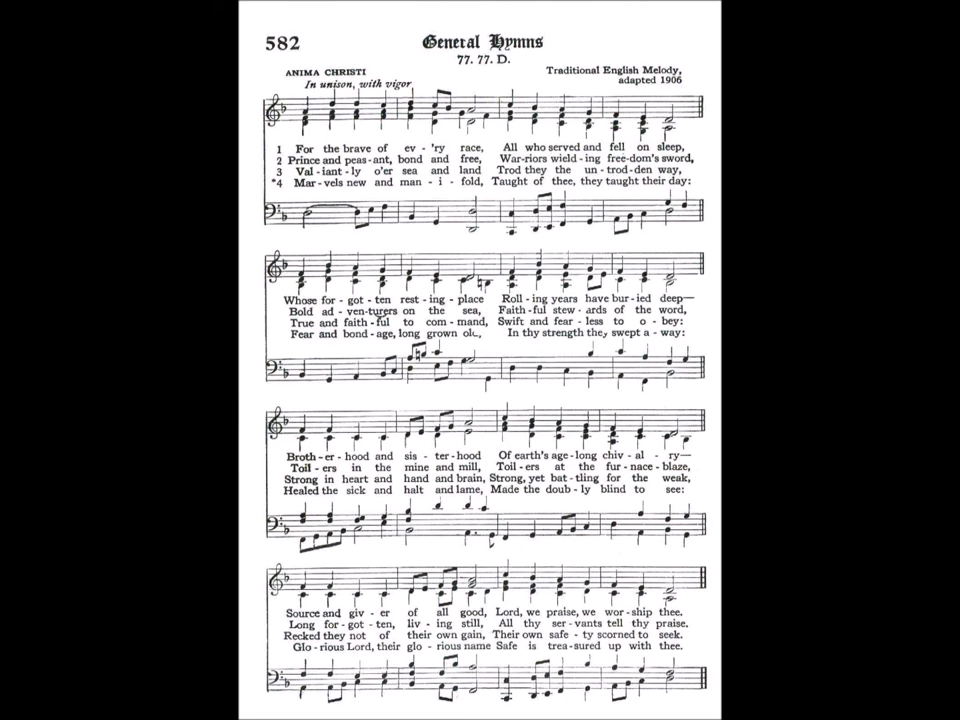 582
General Hymns
77. 77. D.
ANIMA CHRISTI
Traditional English Melody,
adapted 1906
In unison, with vigor
1 For the brave of ev - 'ry race, All who served and fell on sleep,
2 Prince and peas - ant, bond and free, War-riors wield - ing free-dom's sword,
3 Val - iant - ly o'er sea and land Trod they the un - trod-den way,
*4 Mar - vels new and man - i - fold, Taught of thee, they taught their day:
Whose for - got - ten rest - ing - place Roll - ing years have bur - ied deep—
Bold ad - ven-turers on the sea, Faith-ful stew - ards of the word,
True and faith - ful to com - mand, Swift and fear - less to o - bey:
Fear and bond - age, long grown old, In thy strength they swept a - way:
Broth - er - hood and sis - ter-hood Of earth's age - long chiv - al - ry—
Toil - ers in the mine and mill, Toil - ers at the fur - nace-blaze,
Strong in heart and hand and brain, Strong, yet bat - tling for the weak,
Healed the sick and halt and lame, Made the doub - ly blind to see:
Source and giv - er of all good, Lord, we praise, we wor - ship thee.
Long for - got - ten, liv - ing still, All thy ser - vants tell thy praise.
Recked they not of their own gain, Their own safe - ty scorned to seek.
Glo - rious Lord, their glo - rious name Safe is trea - sured up with thee.